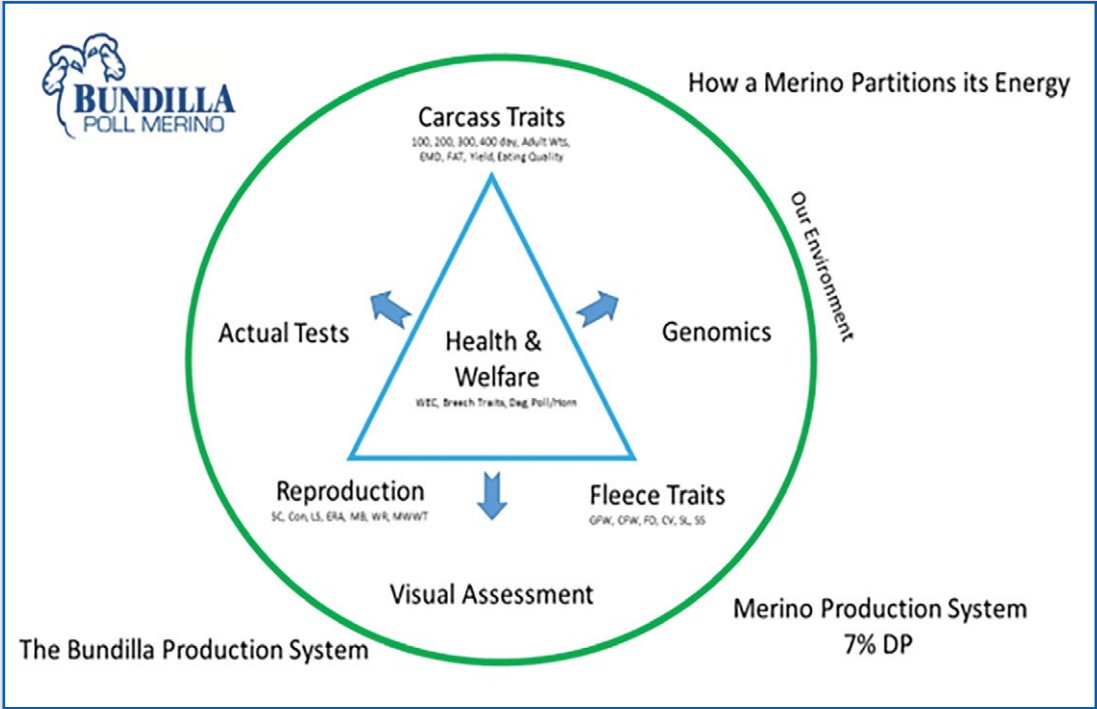 BUNDILLA
POLL MERINO
How a Merino Partitions its Energy
Carcass Traits
100, 200, 300, 400 day, Adult Wts,
EMD, FAT, Yield, Eating Quality
Our Environment
Actual Tests
Genomics
Health &
Welfare
WEC, Breech Traits, Dag, Poll/Horn
Reproduction
SC, Con, LS, ERA, MB, WR, MWWT
Fleece Traits
GFW, CFW, FD, CV, SL, SS
Visual Assessment
Merino Production System
7% DP
The Bundilla Production System